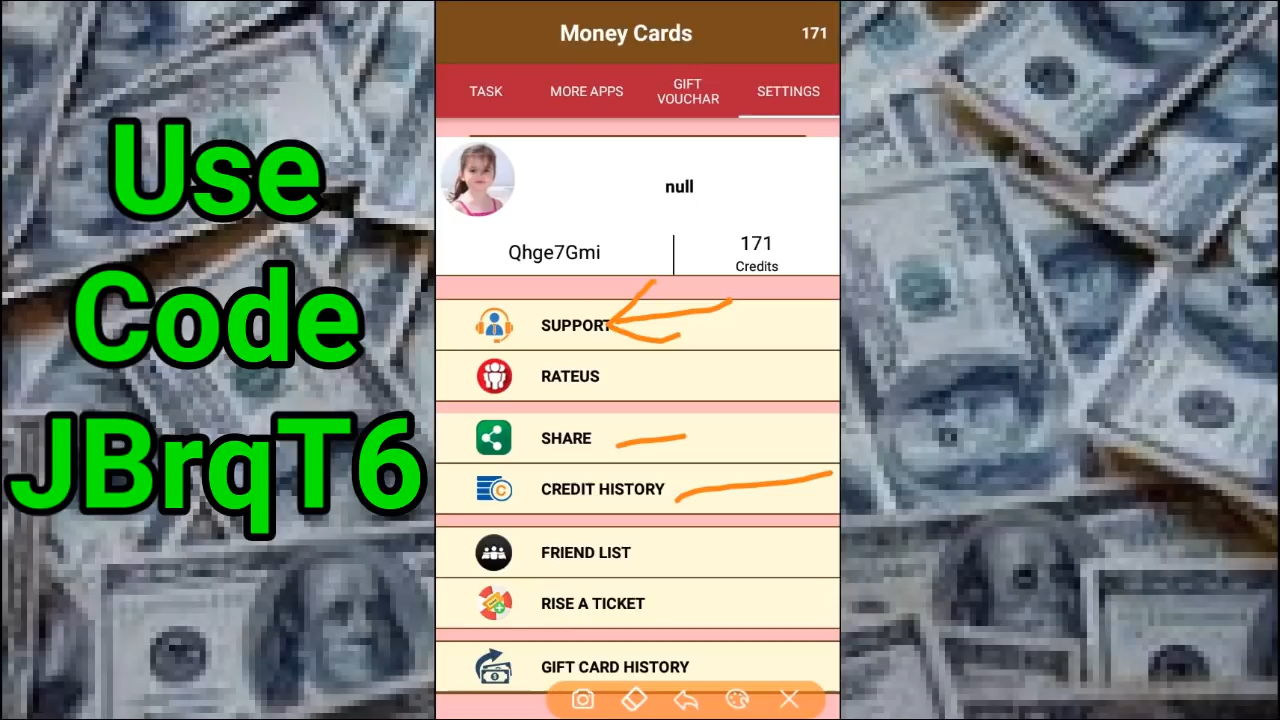 Use
Code
JBrqT6
Money Cards
171
TASK
MORE APPS
GIFT
VOUCHAR
SETTINGS
null
Qhge7Gmi
171
Credits
SUPPORT
RATEUS
SHARE
CREDIT HISTORY
FRIEND LIST
RISE A TICKET
GIFT CARD HISTORY